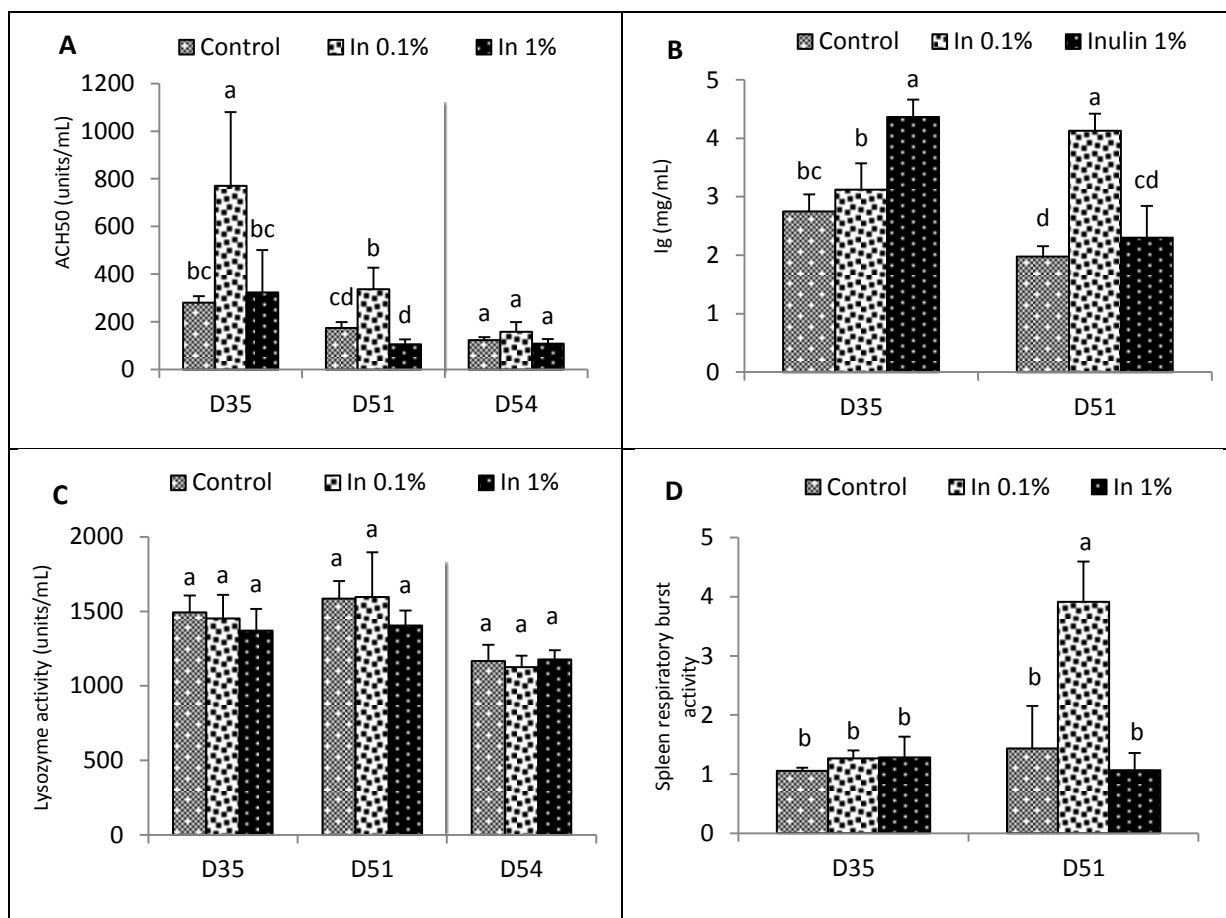 A
Control In 0.1% In 1%
ACH50 (units/mL)
1200
1000
800
600
400
200
0
a
bc bc
b
cd d
a a a
D35 D51 D54
B
Control In 0.1% Inulin 1%
Ig (mg/mL)
5
4
3
2
1
0
bc b a
d a cd
D35 D51
C
Control In 0.1% In 1%
Lysozyme activity (units/mL)
2000
1500
1000
500
0
a a a
a a a
a a a
D35 D51 D54
D
Control In 0.1% In 1%
Spleen respiratory burst
activity
5
4
3
2
1
0
b b b
b a b
D35 D51